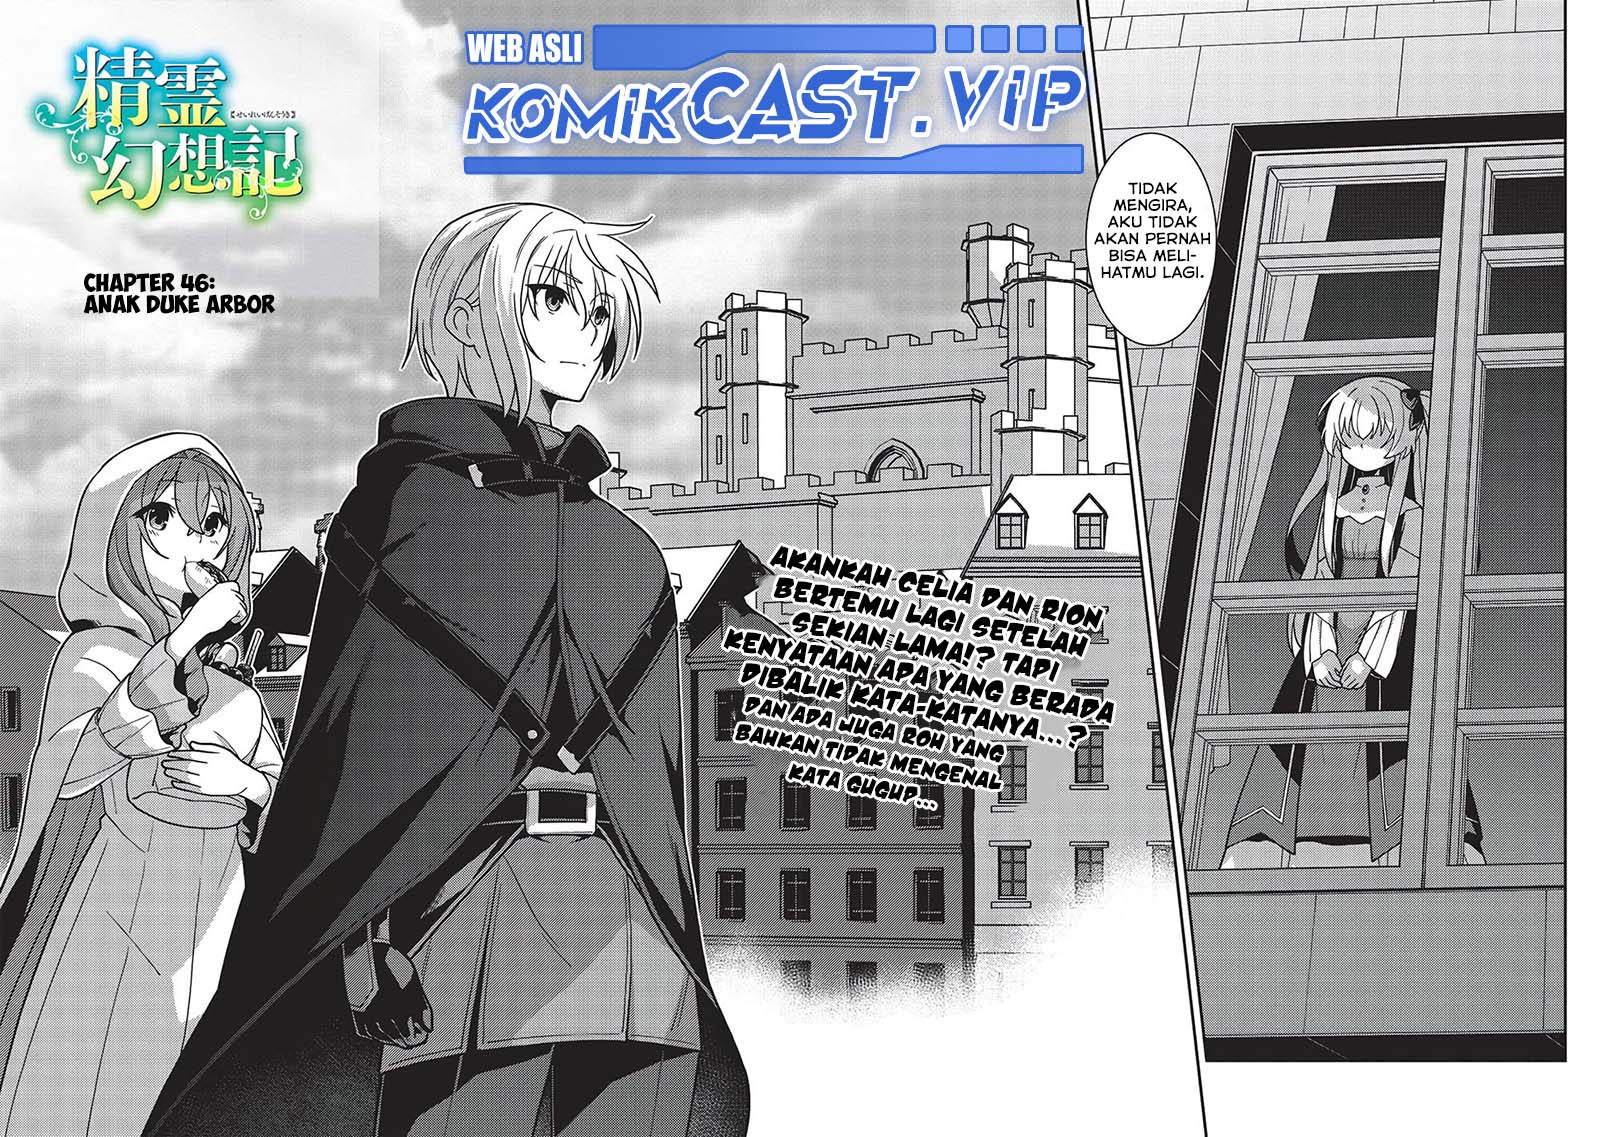 精霊
【せいれいげんそうき】
幻想記
CHAPTER 46:
ANAK DUKE ARBOR
WEB ASLI
KOMIKCAST.VIP
TIDAK
MENGIRA,
AKU TIDAK
AKAN PERNAH
BISA MELI-
HATMU LAGI.
AKANKAH CELIA DAN RION
BERTEMU LAGI SETELAH
SEKIAN LAMA!? TAPI
KENYATAAN APA YANG BERADA
DIBALIK KATA-KATANYA...?
DAN ADA JUGA ROH YANG
BAHKAN TIDAK MENGENAL
KATA GUGUP...